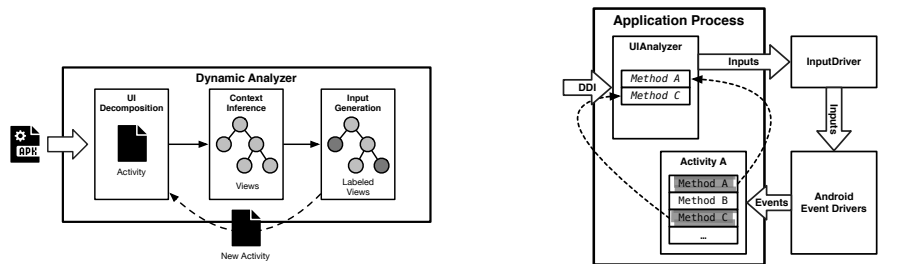 Dynamic Analyzer
UI
Decomposition
Activity
Context
Inference
Views
Input
Generation
Labeled
Views
APK
New Activity
Application Process
UIAnalyzer
Method A
Method C
DDI
Inputs
InputDriver
Inputs
Activity A
Method A
Method B
Method C
...
Events
Android
Event Drivers